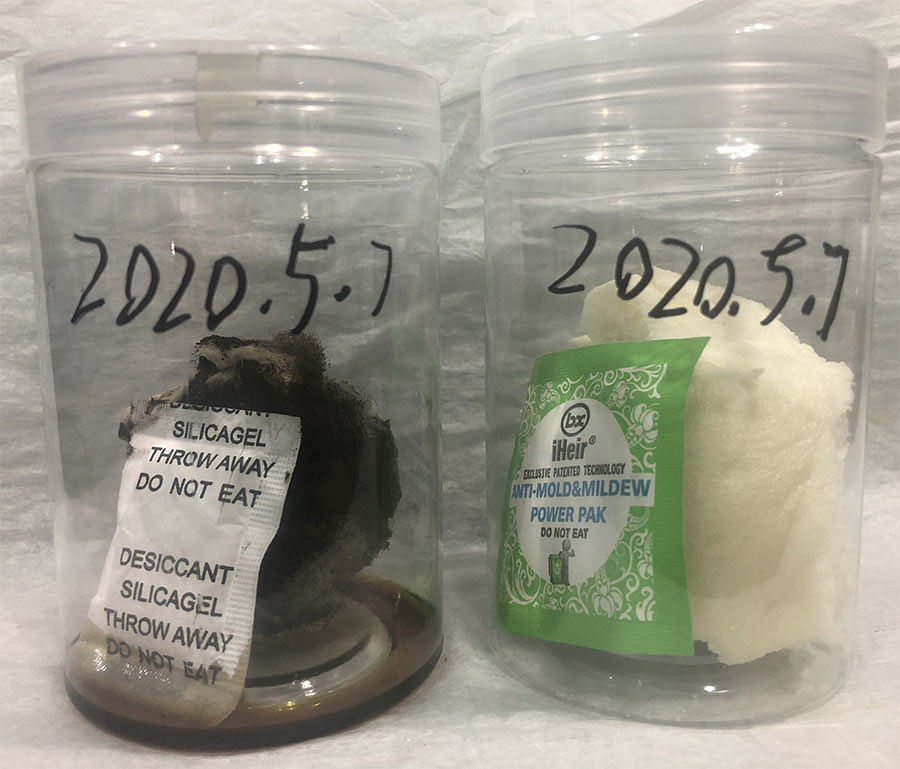 2020.5.7
DESICCANT
SILICAGEL
THROW AWAY
DO NOT EAT
DESICCANT
SILICAGEL
THROW AWAY
DO NOT EAT
2020.5.7
bx
iHeir®
EXCLUSIVE PATENTED TECHNOLOGY
ANTI-MOLD&MILDEW
POWER PAK
DO NOT EAT